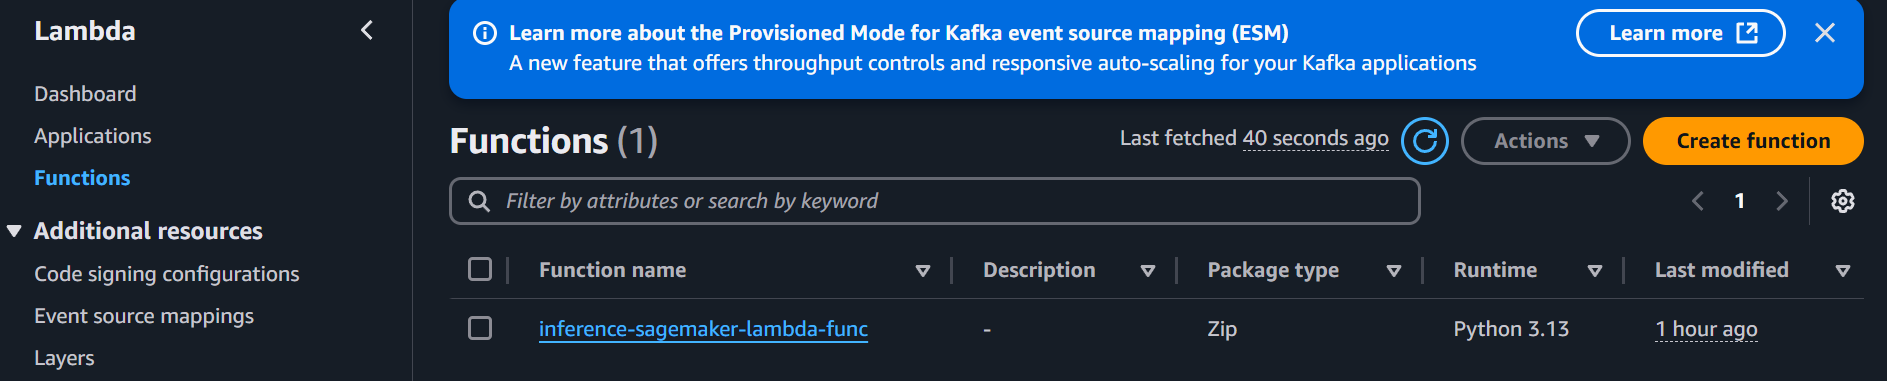 Lambda
Dashboard
Applications
Functions
Additional resources
Code signing configurations
Event source mappings
Layers
Learn more about the Provisioned Mode for Kafka event source mapping (ESM)
A new feature that offers throughput controls and responsive auto-scaling for your Kafka applications
Learn more
Functions (1)
Last fetched 40 seconds ago
Actions
Create function
Filter by attributes or search by keyword
1
Function name Description Package type Runtime Last modified
inference-sagemaker-lambda-func - Zip Python 3.13 1 hour ago